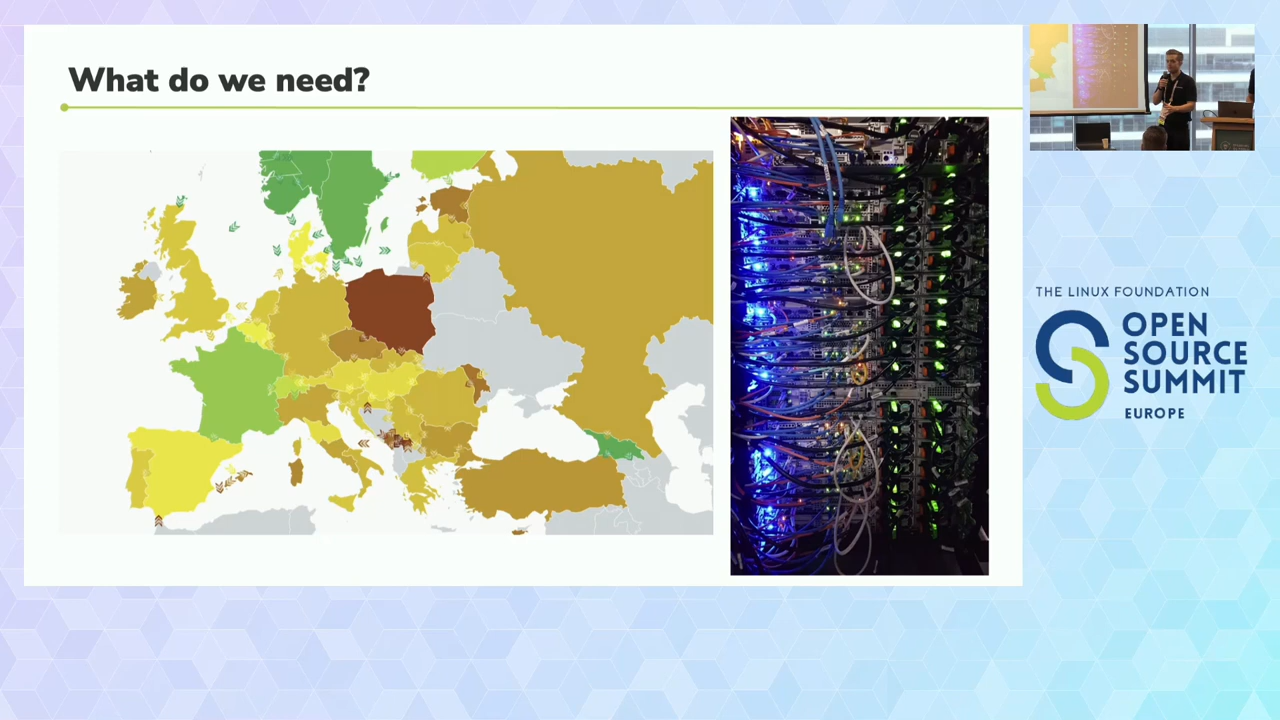 What do we need?
THE LINUX FOUNDATION
OPEN
SOURCE
SUMMIT
EUROPE